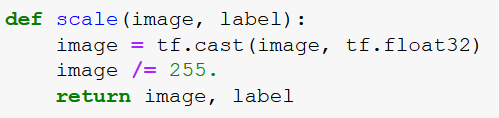 def scale(image, label):
    image = tf.cast(image, tf.float32)
    image /= 255.
    return image, label